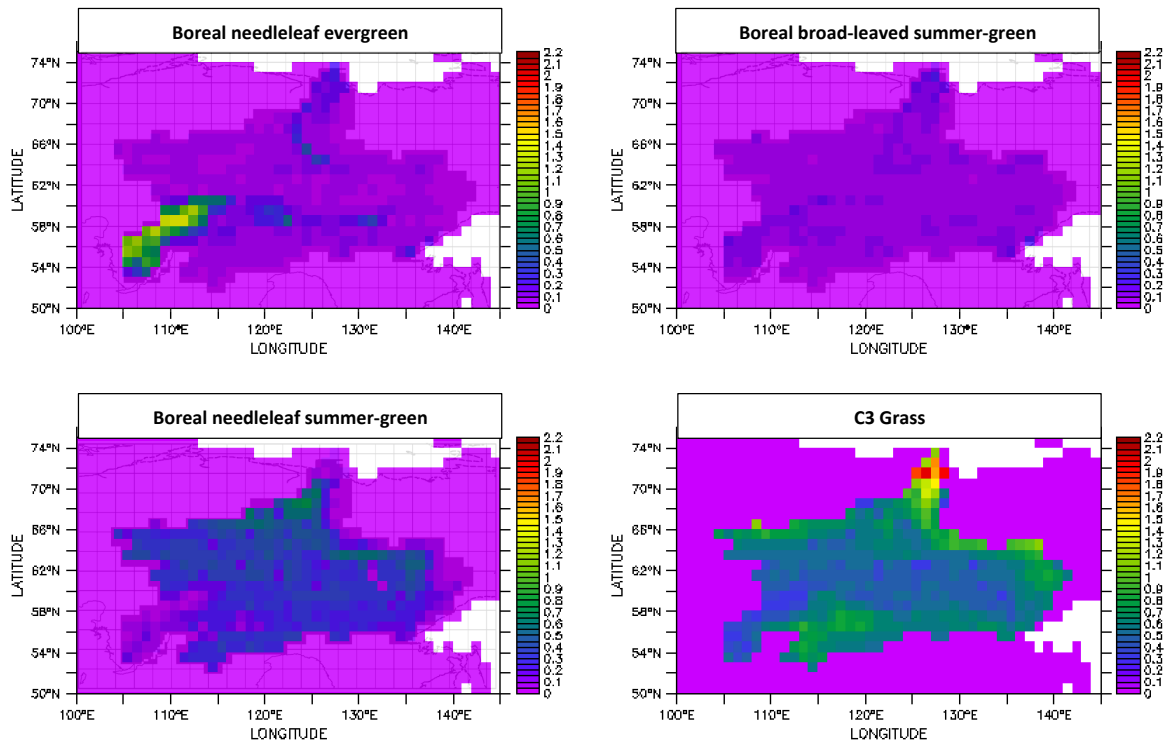 Boreal needleleaf evergreen
74°N
70°N
66°N
62°N
58°N
54°N
50°N
LATITUDE
100°E 110°E 120°E 130°E 140°E
LONGITUDE
2.2
2.1
2
1.9
1.8
1.7
1.6
1.5
1.4
1.3
1.2
1.1
1
0.9
0.8
0.7
0.6
0.5
0.4
0.3
0.2
0.1
0
Boreal broad-leaved summer-green
74°N
70°N
66°N
62°N
58°N
54°N
50°N
LATITUDE
100°E 110°E 120°E 130°E 140°E
LONGITUDE
2.2
2.1
2
1.9
1.8
1.7
1.6
1.5
1.4
1.3
1.2
1.1
1
0.9
0.8
0.7
0.6
0.5
0.4
0.3
0.2
0.1
0
Boreal needleleaf summer-green
74°N
70°N
66°N
62°N
58°N
54°N
50°N
LATITUDE
100°E 110°E 120°E 130°E 140°E
LONGITUDE
2.2
2.1
2
1.9
1.8
1.7
1.6
1.5
1.4
1.3
1.2
1.1
1
0.9
0.8
0.7
0.6
0.5
0.4
0.3
0.2
0.1
0
C3 Grass
74°N
70°N
66°N
62°N
58°N
54°N
50°N
LATITUDE
100°E 110°E 120°E 130°E 140°E
LONGITUDE
2.2
2.1
2
1.9
1.8
1.7
1.6
1.5
1.4
1.3
1.2
1.1
1
0.9
0.8
0.7
0.6
0.5
0.4
0.3
0.2
0.1
0